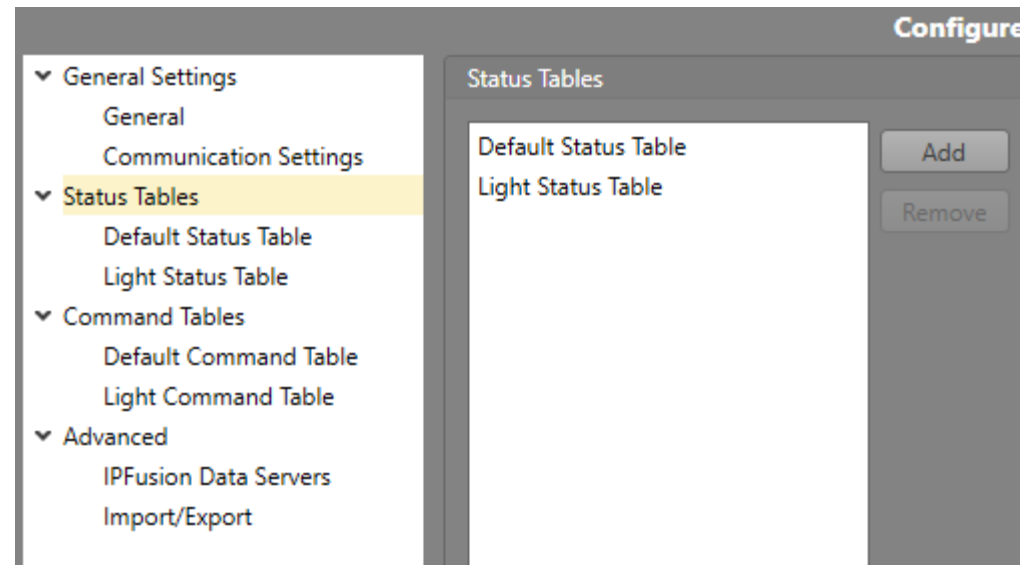 Configure
General Settings
General
Communication Settings
Status Tables
Default Status Table
Light Status Table
Command Tables
Default Command Table
Light Command Table
Advanced
IPFusion Data Servers
Import/Export
Status Tables
Default Status Table
Light Status Table
Add
Remove